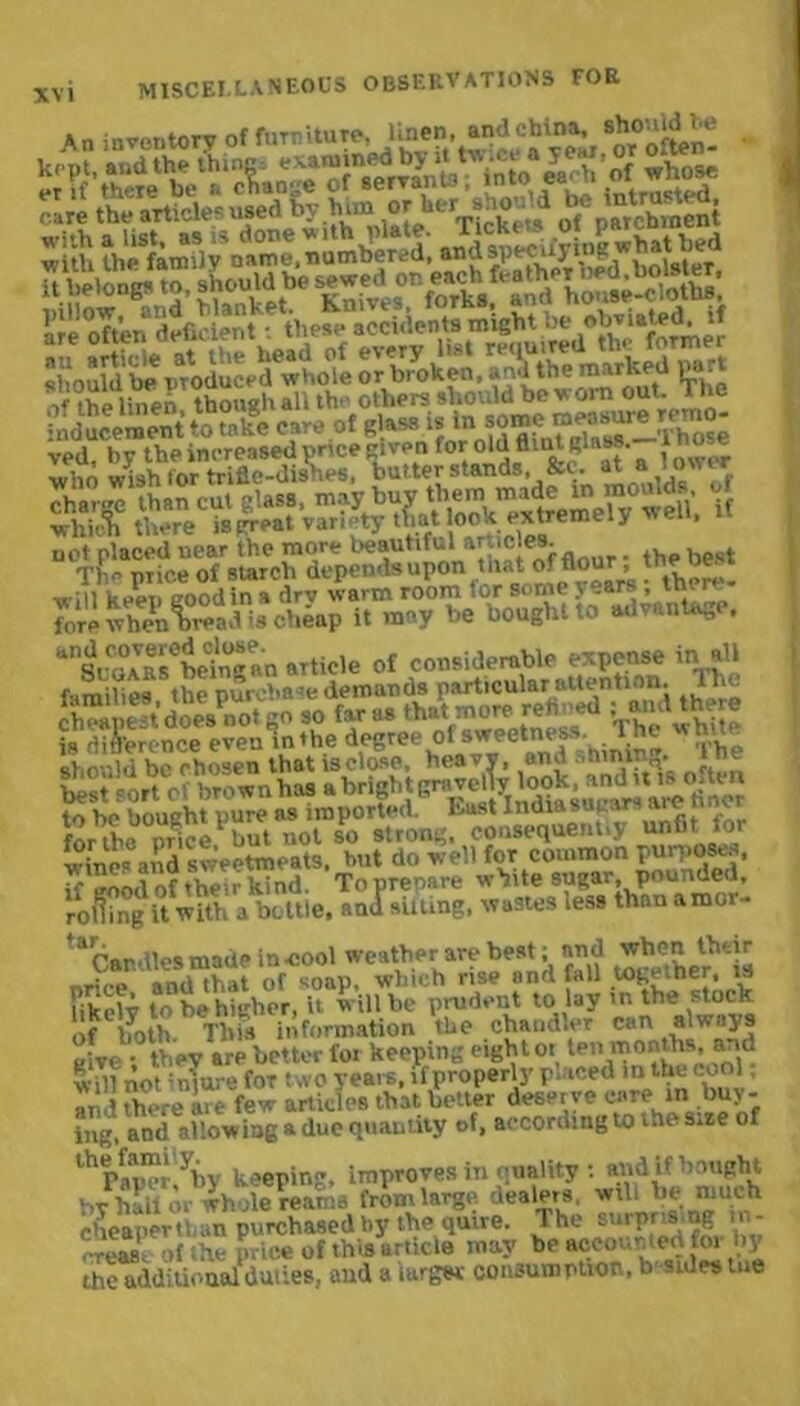 xvi MISCELLANEOUS OBSERVATIONS FOR
An inventory of furniture, linen, and china, should be
kept, and the things examined by it twice a year, or often-
er if there be a change of servants; into each of whose
care the articles used by him or her should be intrusted,
with a list, as is done with plate. Tickets of parchment
with the family name, numbered, and specifying what bed
it belongs to, should be sewed on each feather bed, bolster,
pillow, and blanket. Knives, forks, and house-cloths,
are often deficient: these accidents might be obviated, if
an article at the head of every list required the former
should be produced whole or broken, and the marked part
of the linen, though all the others should be worn out. The
inducement to take care of glass is in some measure remo-
ved, by the increased price given for old flint glass.—Those
who wish for trifle-dishes, butter stands, &c. at a lower
charge than cut glass, may buy them made in moulds, of
which there is great variety that look extremely well, if
not placed near the more beautiful articles.
The price of starch depends upon that of flour; the best
will keep good in a dry warm room for some years; there-
fore when bread is cheap it may be bought to advantage,
and covered close.
SUGARS being an article of considerable expense in all
families, the purchase demands particular attention. The
cheapest does not go so far as that more refined; and there
is difference even in the degree of sweetness. The white
should be chosen that is close, heavy, and shining. The
best sort of brown has a bright gravelly look, and it is often
to be bought pure as imported. East India sugars are finer
for the price, but not so strong, consequently unfit for
wines and sweetmeats, but do well for common purposes,
if good of their kind. To prepare white sugar, pounded,
rolling it with a bottle, and sifting, wastes less than a mor-
tar.
Candles made in cool weather are best; and when their
price, and that of soap, which rise and fall together, is
likely to be higher, it will be prudent to lay in the stock
of both. This information the chandler can always
give; they are better for keeping eight or ten months, and
will not injure for two years, if properly placed in the cool;
and there are few articles that better deserve care in buy-
ing, and allowing a due quantity of, according to the size of
the family.
Paper, by keeping, improves in quality: and if bought
by half or whole reams from large dealers, will be much
cheaper than purchased by the quire. The surprising in-
crease of the price of this article may be accounted for by
the additional duties, and a larger consumption, besides the